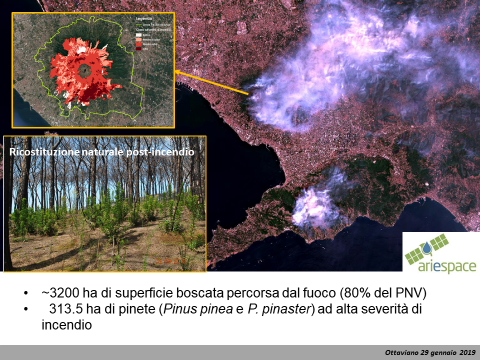 Ricostituzione naturale post-incendio
ariespace
• ~3200 ha di superficie boscata percorsa dal fuoco (80% del PNV)
• 313.5 ha di pinete (Pinus pinea e P. pinaster) ad alta severità di
incendio
Ottaviano 29 gennaio 2019